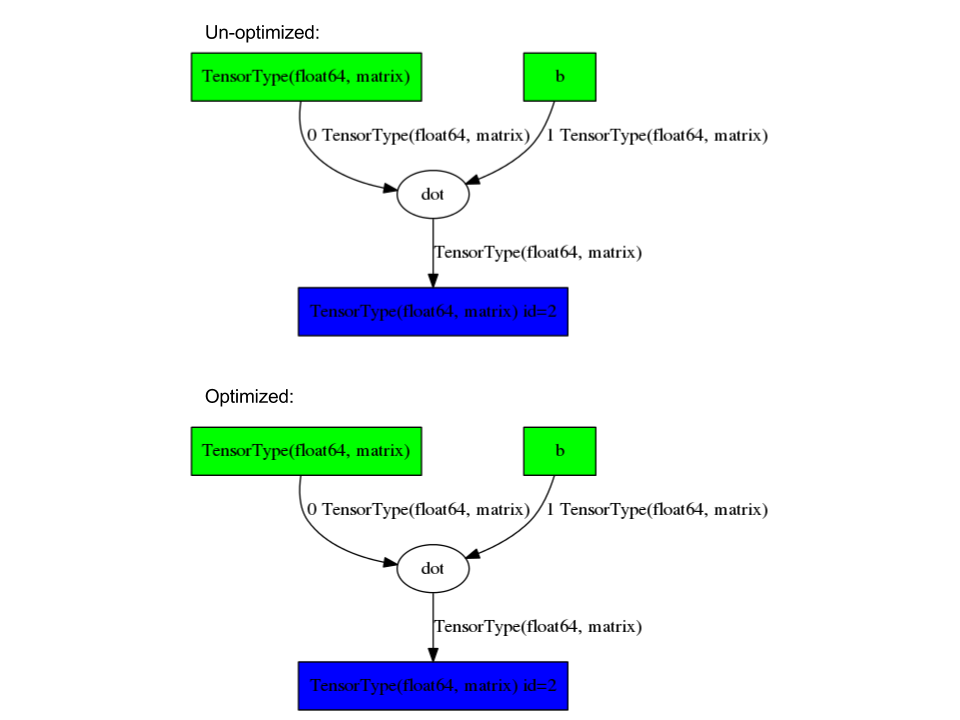 Un-optimized:
TensorType(float64, matrix)
b
0 TensorType(float64, matrix)
1 TensorType(float64, matrix)
dot
TensorType(float64, matrix)
TensorType(float64, matrix) id=2
Optimized:
TensorType(float64, matrix)
b
0 TensorType(float64, matrix)
1 TensorType(float64, matrix)
dot
TensorType(float64, matrix)
TensorType(float64, matrix) id=2